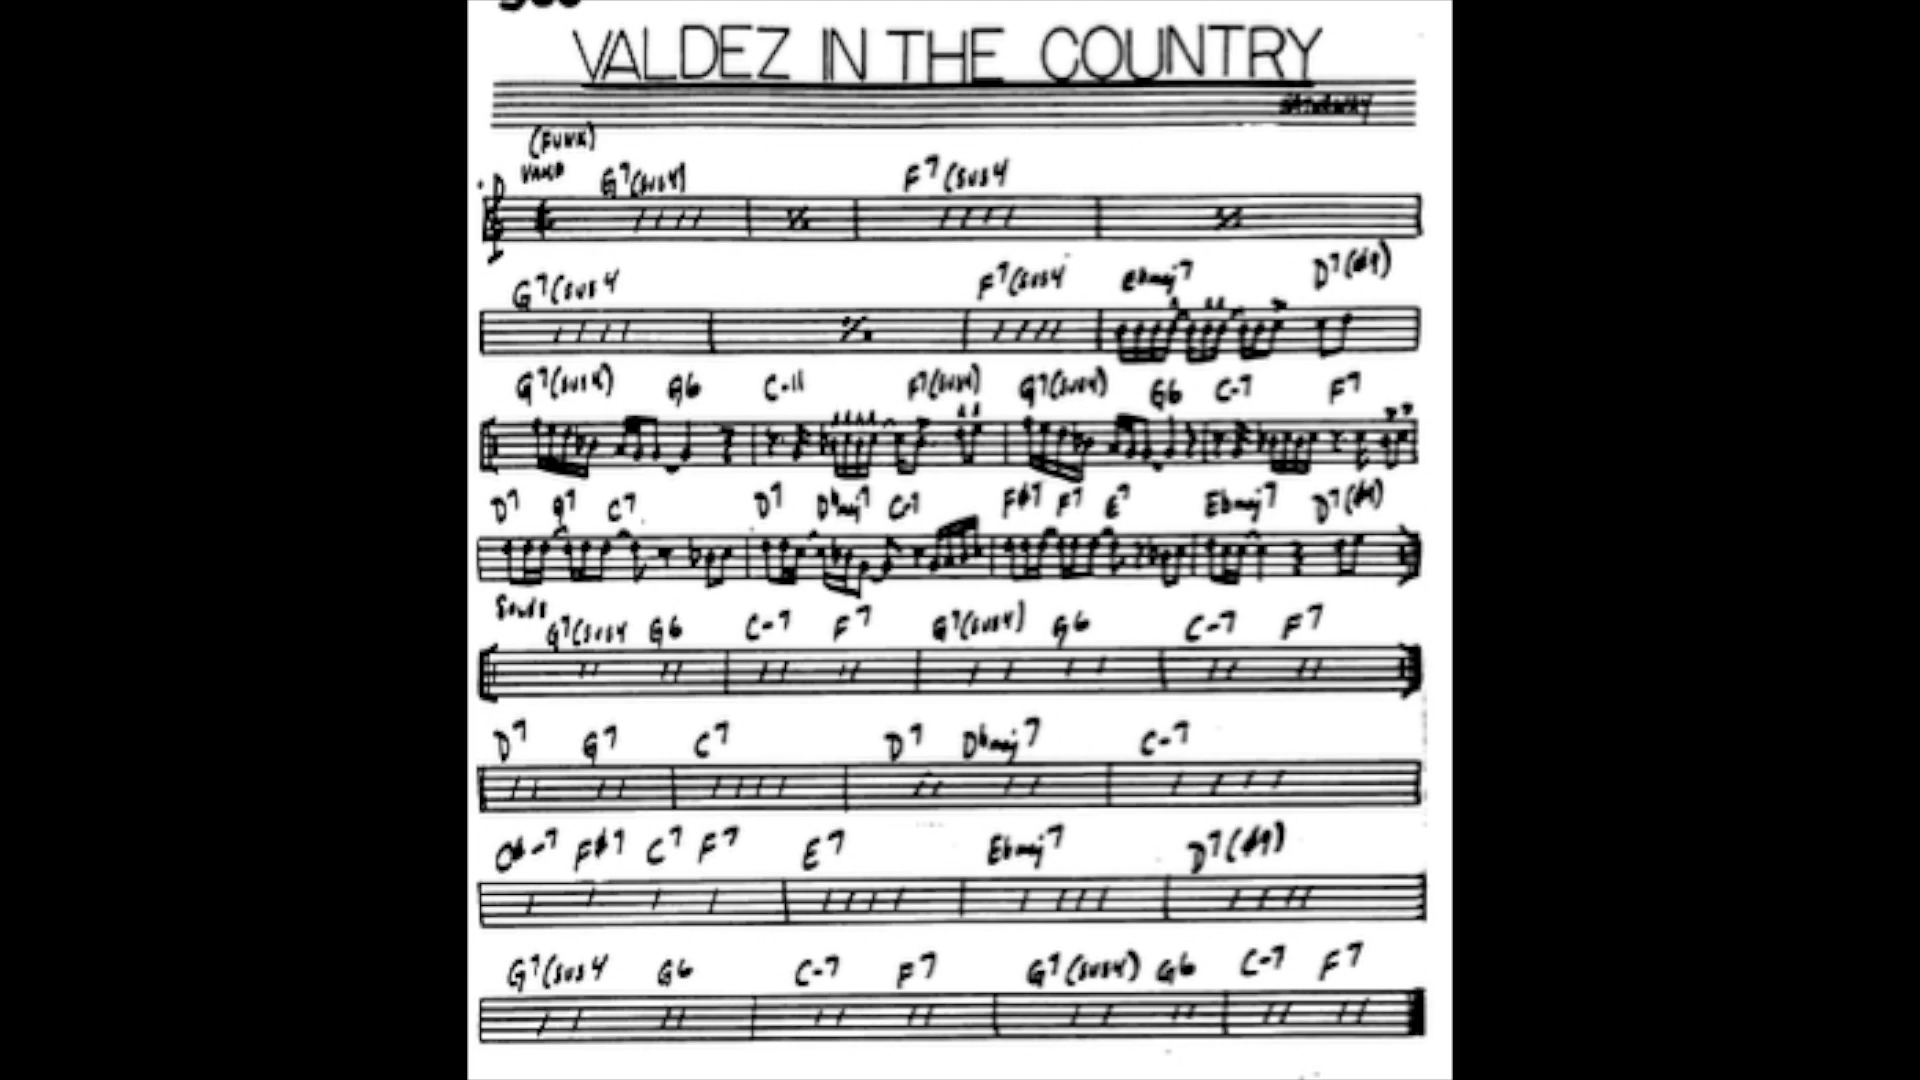 VALDEZ IN THE COUNTRY
HATHAWAY
(FUNK)
VAMP G7(SUS4) F7(SUS4
G7(SUS4 F7(SUS4 Ebmaj7 D7(#9)
G7(SUS4) G6 C-11 F7(SUS4) G7(SUS4) G6 C-7 F7
D7 G7 C7 D7 Dbmaj7 C-7 F#7 F7 E7 Ebmaj7 D7(#9)
SOLOS
G7(SUS4 G6 C-7 F7 G7(SUS4) G6 C-7 F7
D7 G7 C7 D7 Dbmaj7 C-7
C#-7 F#7 C7 F7 E7 Ebmaj7 D7(#9)
G7(SUS4 G6 C-7 F7 G7(SUS4) G6 C-7 F7